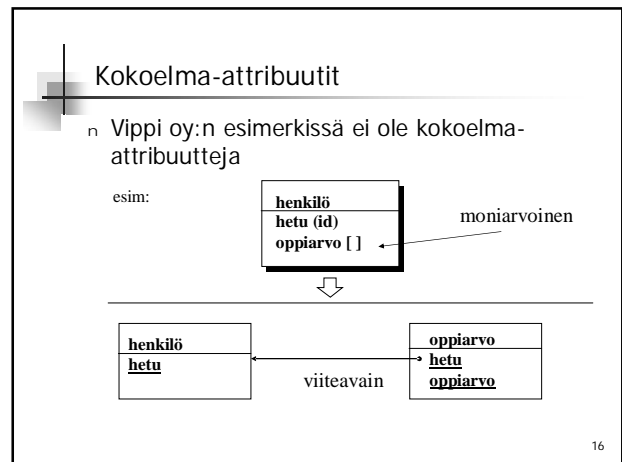 Kokoelma-attribuutit
n Vippi oy:n esimerkissä ei ole kokoelma-
attribuutteja
esim:
henkilö
hetu (id)
oppiarvo [ ]
moniarvoinen
henkilö
hetu
viiteavain
oppiarvo
hetu
oppiarvo
16